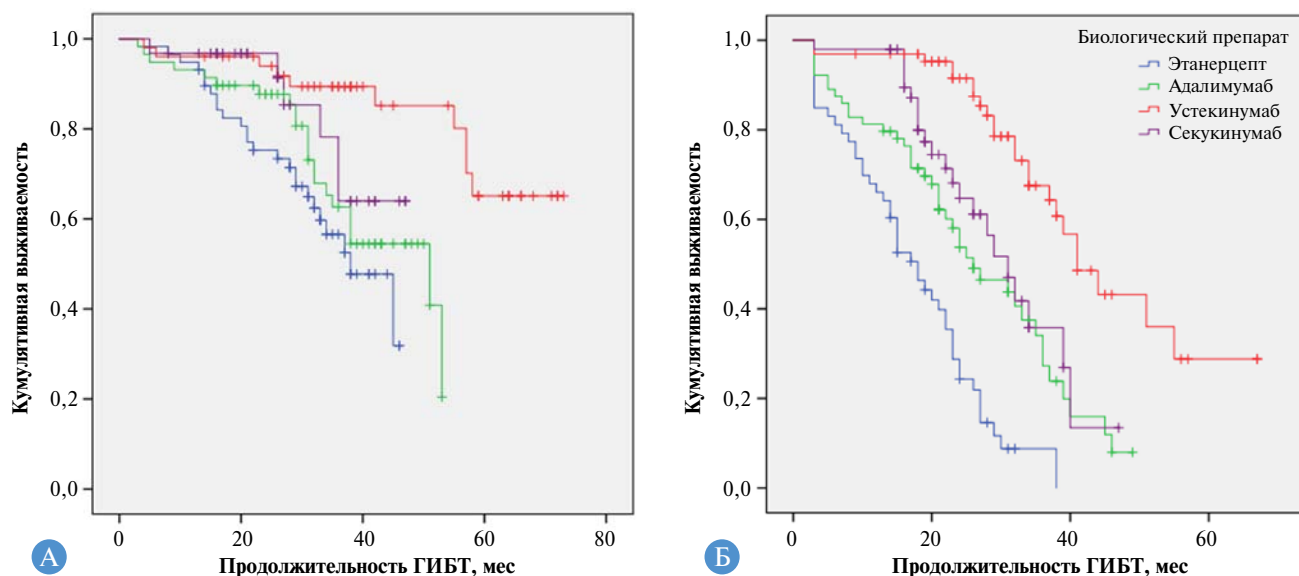 Кумулятивная выживаемость
1,0
0,8
0,6
0,4
0,2
0,0
0 20 40 60 80
Продолжительность ГИБТ, мес
А
Кумулятивная выживаемость
1,0
0,8
0,6
0,4
0,2
0,0
0 20 40 60
Продолжительность ГИБТ, мес
Б
Биологический препарат
Этанерцепт
Адалимумаб
Устекинумаб
Секукинумаб